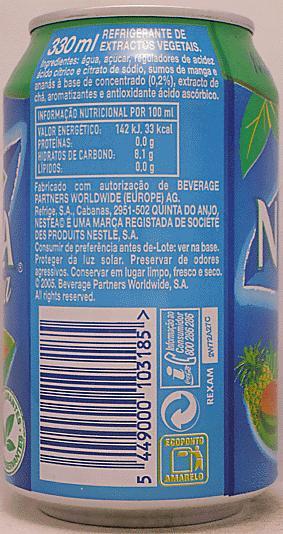 330 ml REFRIGERANTE DE
EXTRACTOS VEGETAIS.
Ingredientes: água, açúcar, reguladores de acidez
ácido cítrico e citrato de sódio, sumos de manga e
ananás à base de concentrado (0,2%), extracto de
chá, aromatizantes e antioxidante ácido ascórbico.
INFORMAÇÃO NUTRICIONAL POR 100 ml
VALOR ENERGÉTICO: 142 kJ, 33 kcal
PROTEÍNAS: 0,0 g
HIDRATOS DE CARBONO: 8,1 g
LÍPIDOS: 0,0 g
Fabricado com autorização de BEVERAGE
PARTNERS WORLDWIDE (EUROPE) AG.
Refrige, S.A., Cabanas, 2951-502 QUINTA DO ANJO,
NESTEA® E UMA MARCA REGISTADA DE SOCIÉTÉ
DES PRODUITS NESTLÉ, S.A.
Consumir de preferência antes de-Lote: ver na base.
Proteger da luz solar. Preservar de odores
agressivos. Conservar em lugar limpo, fresco e seco.
© 2005. Beverage Partners Worldwide, S.A.
All rights reserved.
5 449000 103185 >
Informação ao
Consumidor
800 206 286
REXAM
ECOPONTO
AMARELO